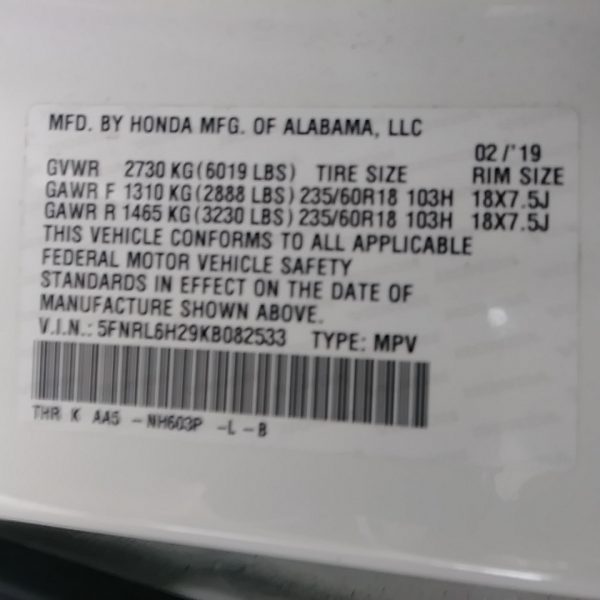 MFD. BY HONDA MFG. OF ALABAMA, LLC
02/'19
GVWR 2730 KG(6019 LBS) TIRE SIZE RIM SIZE
GAWR F 1310 KG(2888 LBS) 235/60R18 103H 18X7.5J
GAWR R 1465 KG(3230 LBS) 235/60R18 103H 18X7.5J
THIS VEHICLE CONFORMS TO ALL APPLICABLE
FEDERAL MOTOR VEHICLE SAFETY
STANDARDS IN EFFECT ON THE DATE OF
MANUFACTURE SHOWN ABOVE.
V.I.N.: 5FNRL6H29KB082533 TYPE: MPV
THR K AA5 -NH603P -L -B